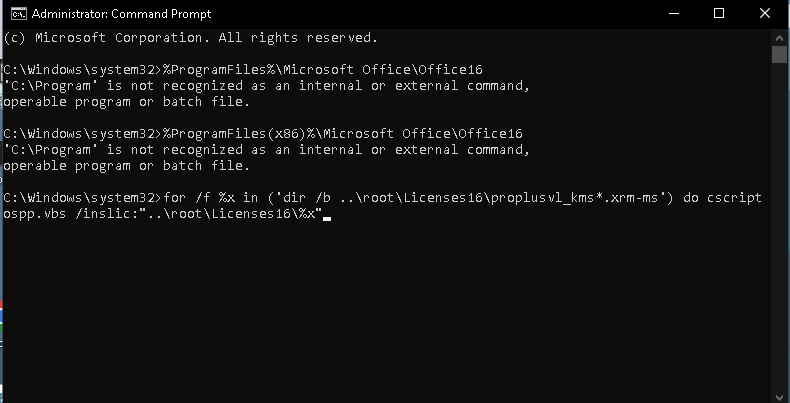 Administrator: Command Prompt
(c) Microsoft Corporation. All rights reserved.
C:\Windows\system32>%ProgramFiles%\Microsoft Office\Office16
'C:\Program' is not recognized as an internal or external command,
operable program or batch file.
C:\Windows\system32>%ProgramFiles(x86)%\Microsoft Office\Office16
'C:\Program' is not recognized as an internal or external command,
operable program or batch file.
C:\Windows\system32>for /f %x in ('dir /b ..\root\Licenses16\proplusvl_kms*.xrm-ms') do cscript
ospp.vbs /inslic:"..\root\Licenses16\%x"